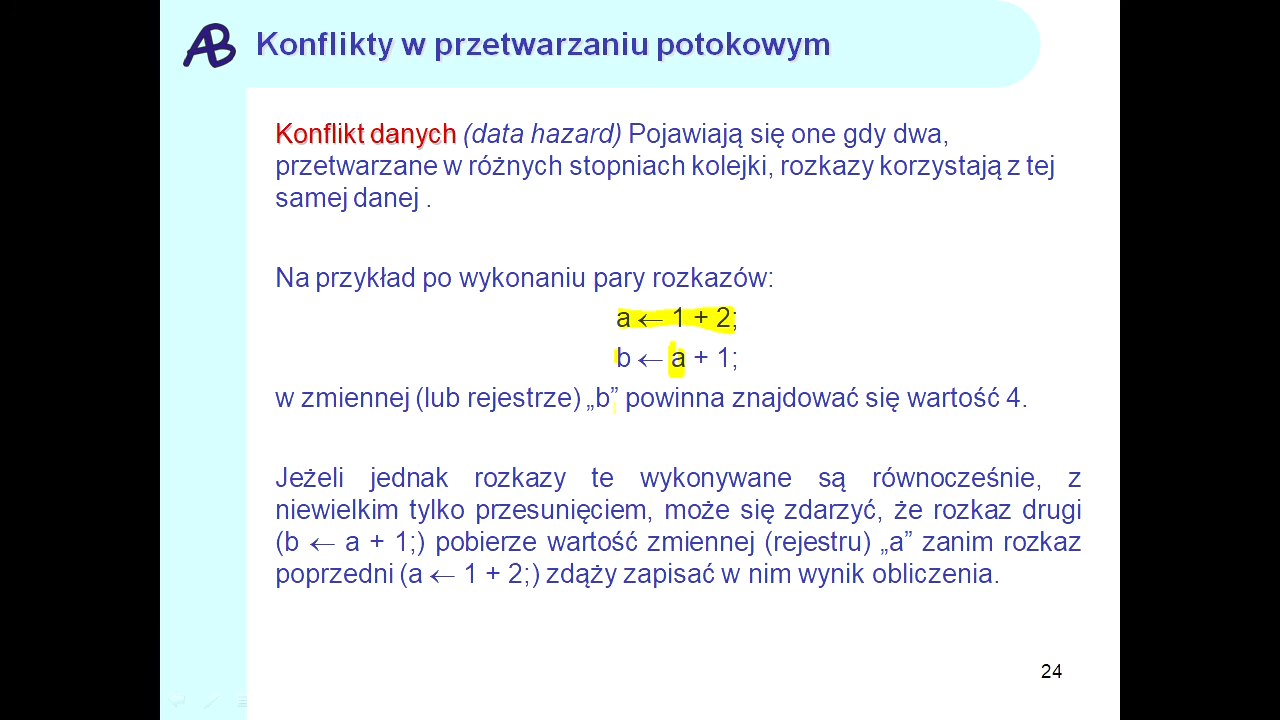 AB
Konflikty w przetwarzaniu potokowym
Konflikt danych (data hazard) Pojawiają się one gdy dwa,
przetwarzane w różnych stopniach kolejki, rozkazy korzystają z tej
samej danej .
Na przykład po wykonaniu pary rozkazów:
a ← 1 + 2;
b ← a + 1;
w zmiennej (lub rejestrze) „b” powinna znajdować się wartość 4.
Jeżeli jednak rozkazy te wykonywane są równocześnie, z
niewielkim tylko przesunięciem, może się zdarzyć, że rozkaz drugi
(b ← a + 1;) pobierze wartość zmiennej (rejestru) „a” zanim rozkaz
poprzedni (a ← 1 + 2;) zdąży zapisać w nim wynik obliczenia.
24